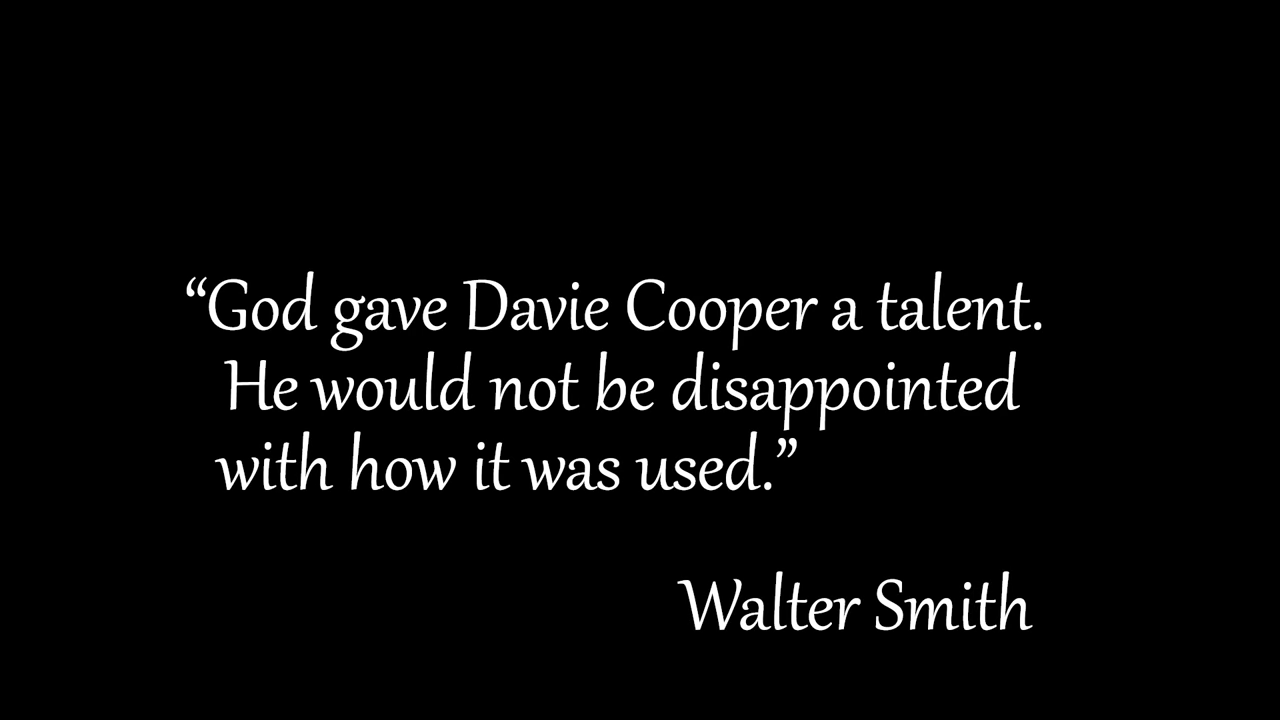 “God gave Davie Cooper a talent.
He would not be disappointed
with how it was used.”
Walter Smith